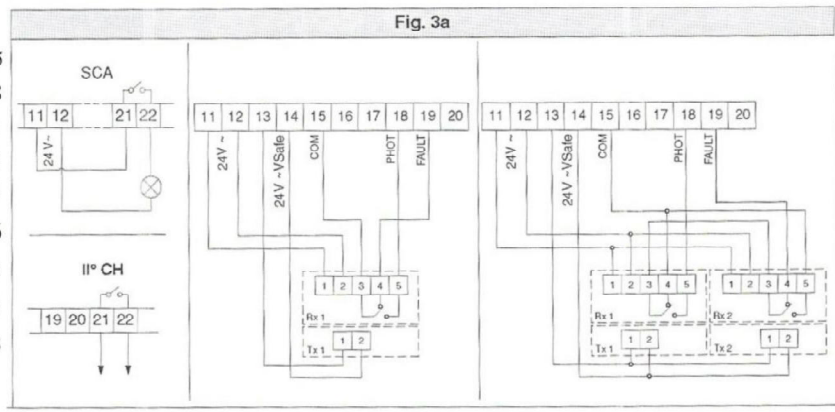 Fig. 3a
SCA
11 12 21 22
24 V~
II° CH
19 20 21 22
11 12 13 14 15 16 17 18 19 20
24V ~
24V ~VSafe
COM
PHOT
FAULT
1 2 3 4 5
Rx 1
1 2
Tx 1
11 12 13 14 15 16 17 18 19 20
24V ~
24V ~VSafe
COM
PHOT
FAULT
1 2 3 4 5
Rx 1
1 2 3 4 5
Rx 2
1 2
Tx 1
1 2
Tx 2